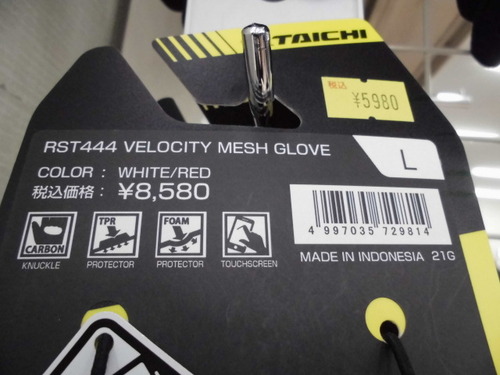 TAICHI
税込
¥5980
RST444 VELOCITY MESH GLOVE
L
COLOR : WHITE/RED
税込価格: ¥8,580
CARBON
KNUCKLE
TPR
PROTECTOR
FOAM
PROTECTOR
TOUCHSCREEN
4 997035 729814
MADE IN INDONESIA 21G